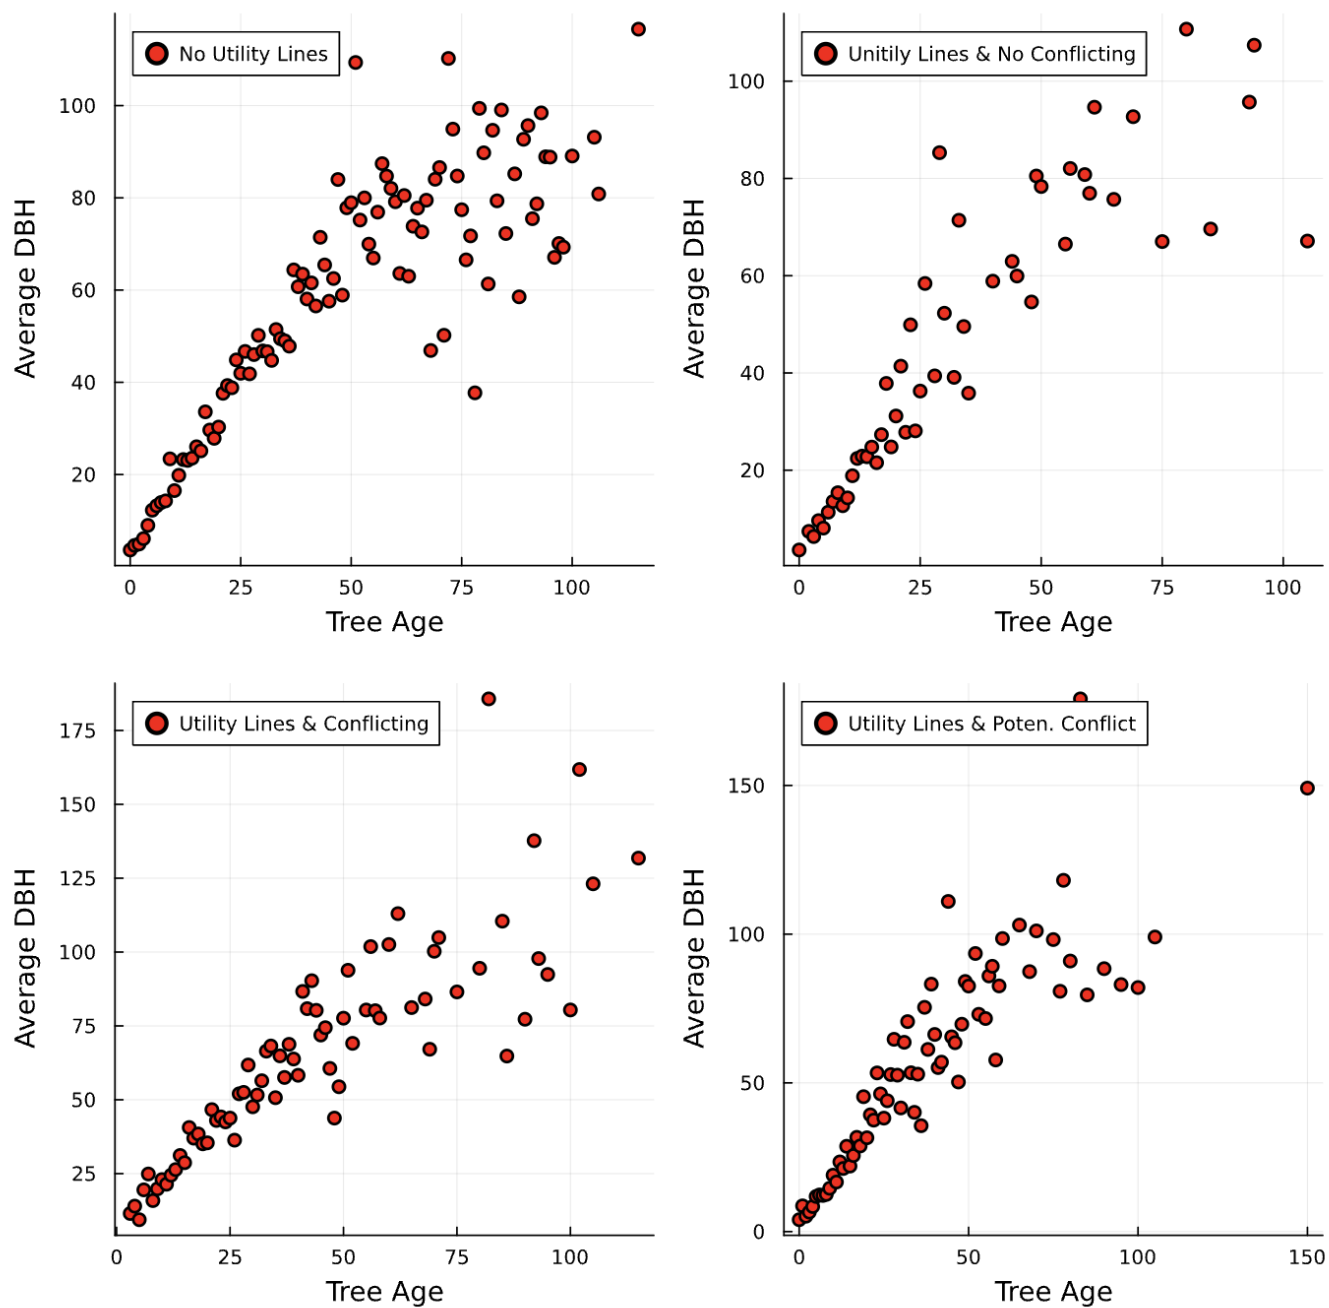 No Utility Lines
100
80
60
40
20
0 25 50 75 100
Average DBH
Tree Age
Unitily Lines & No Conflicting
100
80
60
40
20
0 25 50 75 100
Average DBH
Tree Age
Utility Lines & Conflicting
175
150
125
100
75
50
25
0 25 50 75 100
Average DBH
Tree Age
Utility Lines & Poten. Conflict
150
100
50
0
0 50 100 150
Average DBH
Tree Age